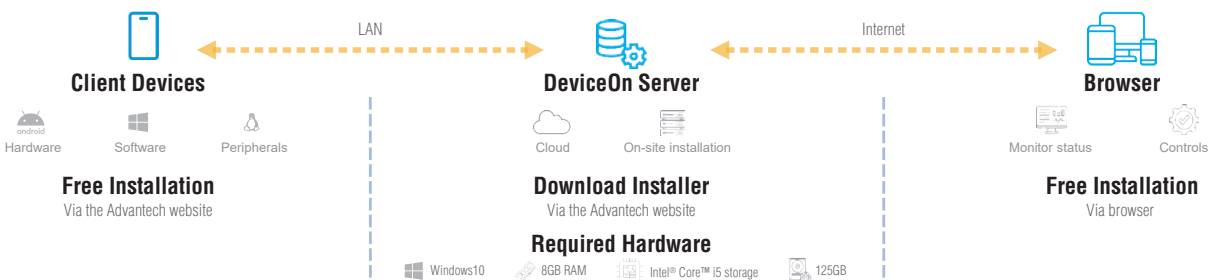 LAN
Internet
Client Devices
DeviceOn Server
Browser
android
Hardware
Software
Peripherals
Cloud
On-site installation
Monitor status
Controls
Free Installation
Via the Advantech website
Download Installer
Via the Advantech website
Free Installation
Via browser
Required Hardware
Windows10
8GB RAM
Intel® Core™ i5 storage
125GB